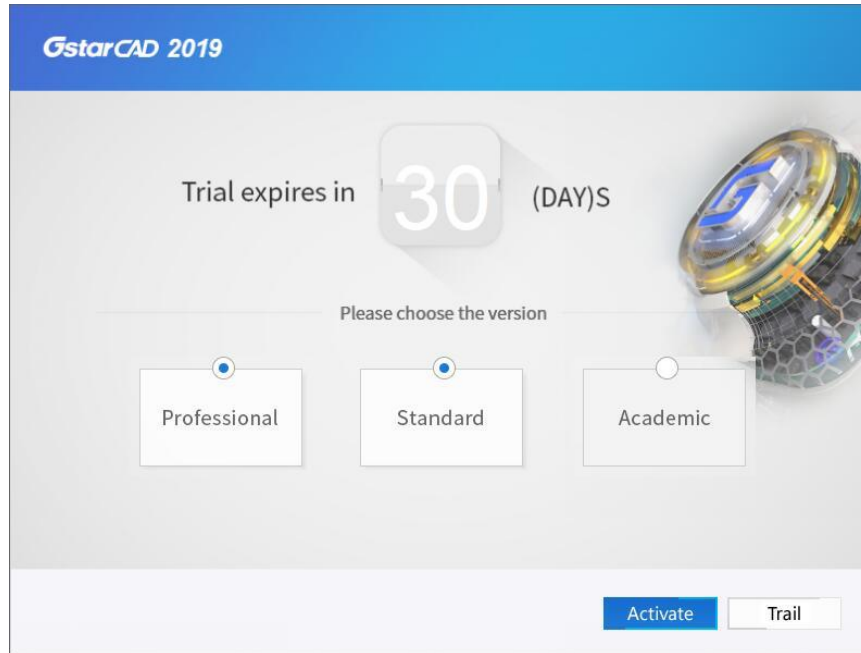 GstarCAD 2019
Trial expires in 30 (DAY)S
Please choose the version
Professional Standard Academic
Activate Trail